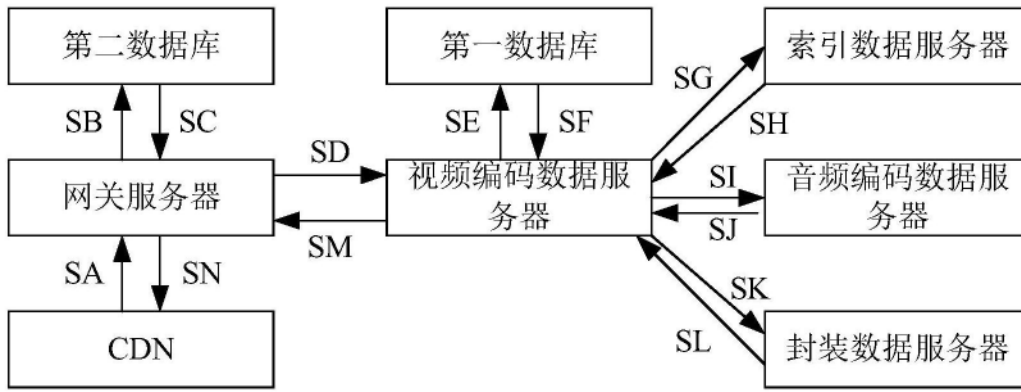 第二数据库
第一数据库
索引数据服务器
SB
SC
SE
SF
SG
SH
网关服务器
SD
SM
视频编码数据服
务器
SI
SJ
音频编码数据服
务器
SA
SN
SK
SL
CDN
封装数据服务器